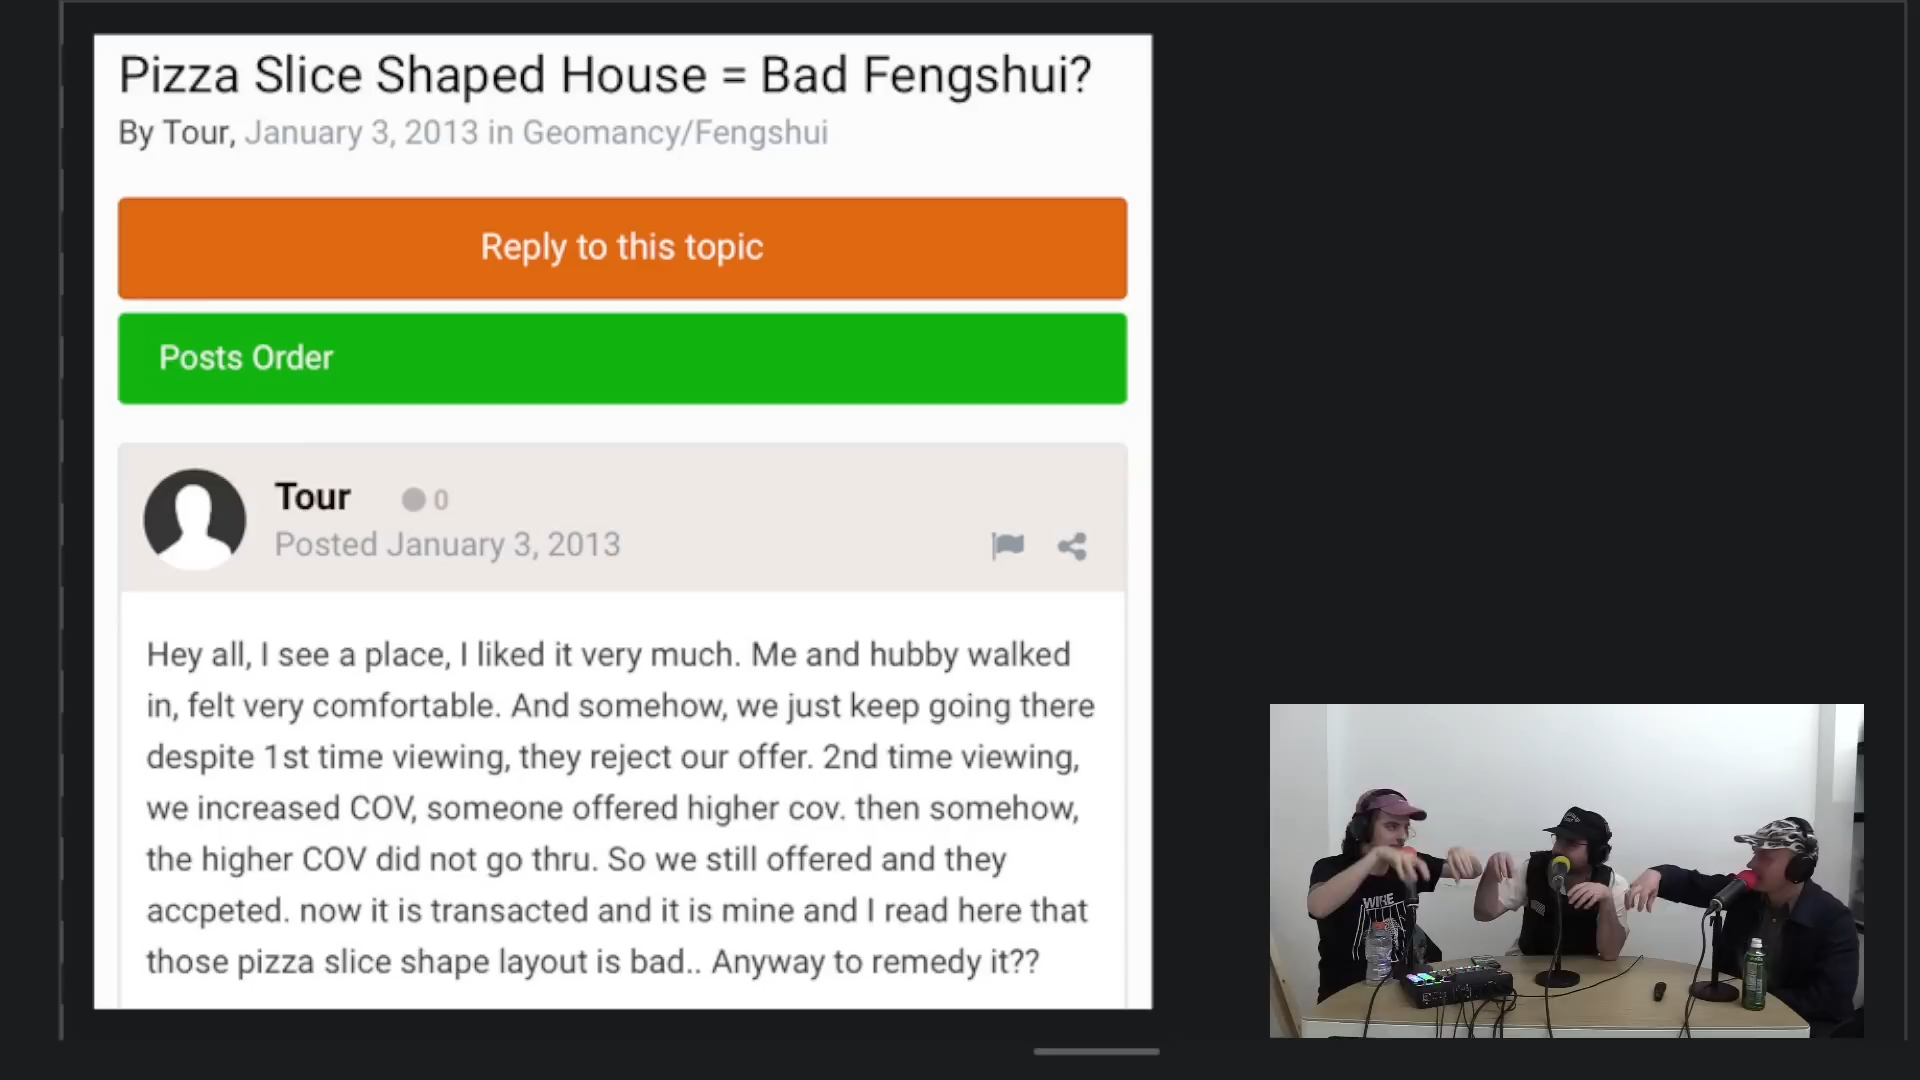 Pizza Slice Shaped House = Bad Fengshui?
By Tour, January 3, 2013 in Geomancy/Fengshui
Reply to this topic
Posts Order
Tour 0
Posted January 3, 2013
Hey all, I see a place, I liked it very much. Me and hubby walked
in, felt very comfortable. And somehow, we just keep going there
despite 1st time viewing, they reject our offer. 2nd time viewing,
we increased COV, someone offered higher cov. then somehow,
the higher COV did not go thru. So we still offered and they
accpeted. now it is transacted and it is mine and I read here that
those pizza slice shape layout is bad.. Anyway to remedy it??
WIRE